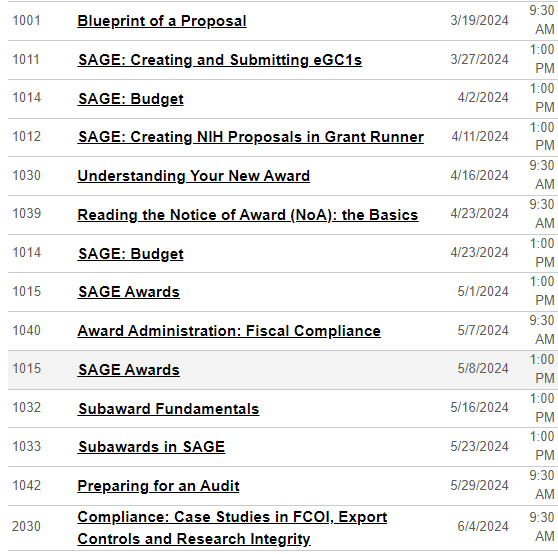 1001 Blueprint of a Proposal 3/19/2024 9:30 AM
1011 SAGE: Creating and Submitting eGC1s 3/27/2024 1:00 PM
1014 SAGE: Budget 4/2/2024 1:00 PM
1012 SAGE: Creating NIH Proposals in Grant Runner 4/11/2024 1:00 PM
1030 Understanding Your New Award 4/16/2024 9:30 AM
1039 Reading the Notice of Award (NoA): the Basics 4/23/2024 9:30 AM
1014 SAGE: Budget 4/23/2024 1:00 PM
1015 SAGE Awards 5/1/2024 1:00 PM
1040 Award Administration: Fiscal Compliance 5/7/2024 9:30 AM
1015 SAGE Awards 5/8/2024 1:00 PM
1032 Subaward Fundamentals 5/16/2024 1:00 PM
1033 Subawards in SAGE 5/23/2024 1:00 PM
1042 Preparing for an Audit 5/29/2024 9:30 AM
2030 Compliance: Case Studies in FCOI, Export 6/4/2024 9:30
Controls and Research Integrity AM